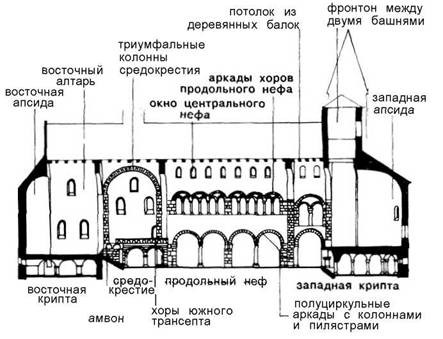 потолок из
деревянных балок
фронтон между
двумя башнями
триумфальные
колонны
средокрестия
восточный
алтарь
восточная
апсида
аркады хоров
продольного нефа
окно центрального
нефа
западная
апсида
восточная
крипта
средо-
крестие
продольный неф
западная крипта
амвон
хоры южного
трансепта
полуциркульные
аркады с колоннами
и пилястрами